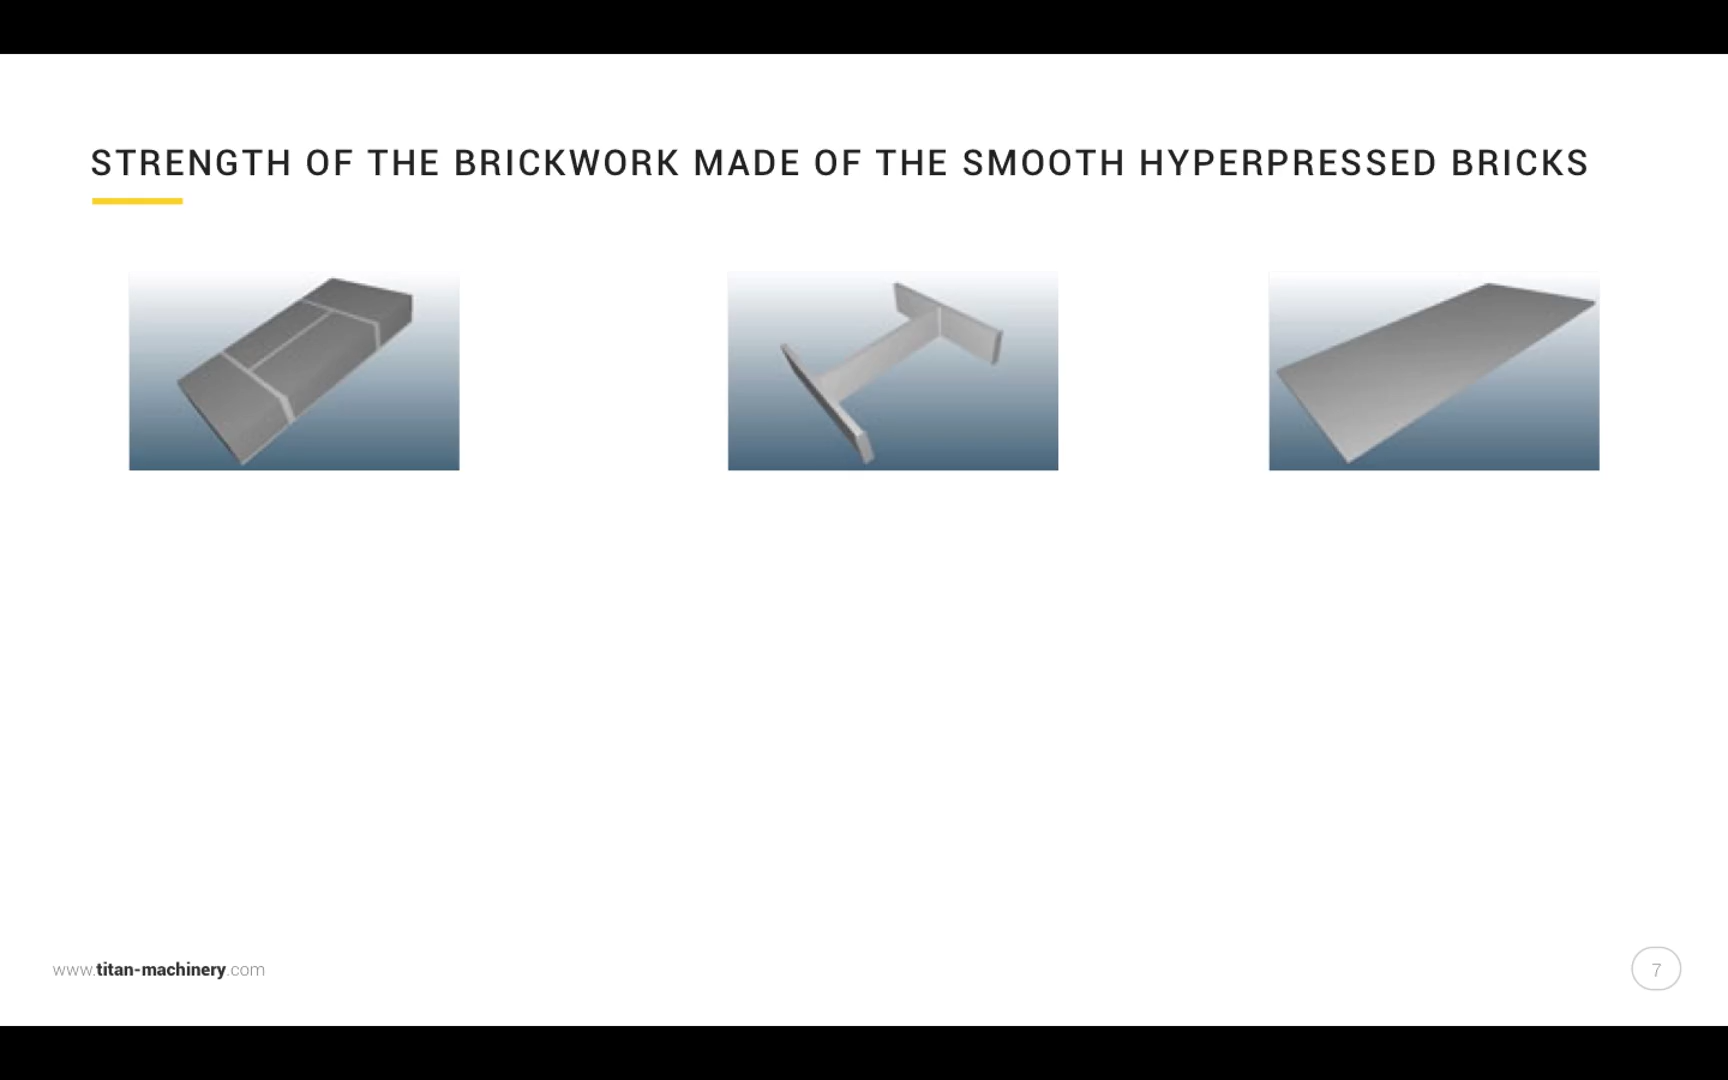 STRENGTH OF THE BRICKWORK MADE OF THE SMOOTH HYPERPRESSED BRICKS
www.titan-machinery.com
7